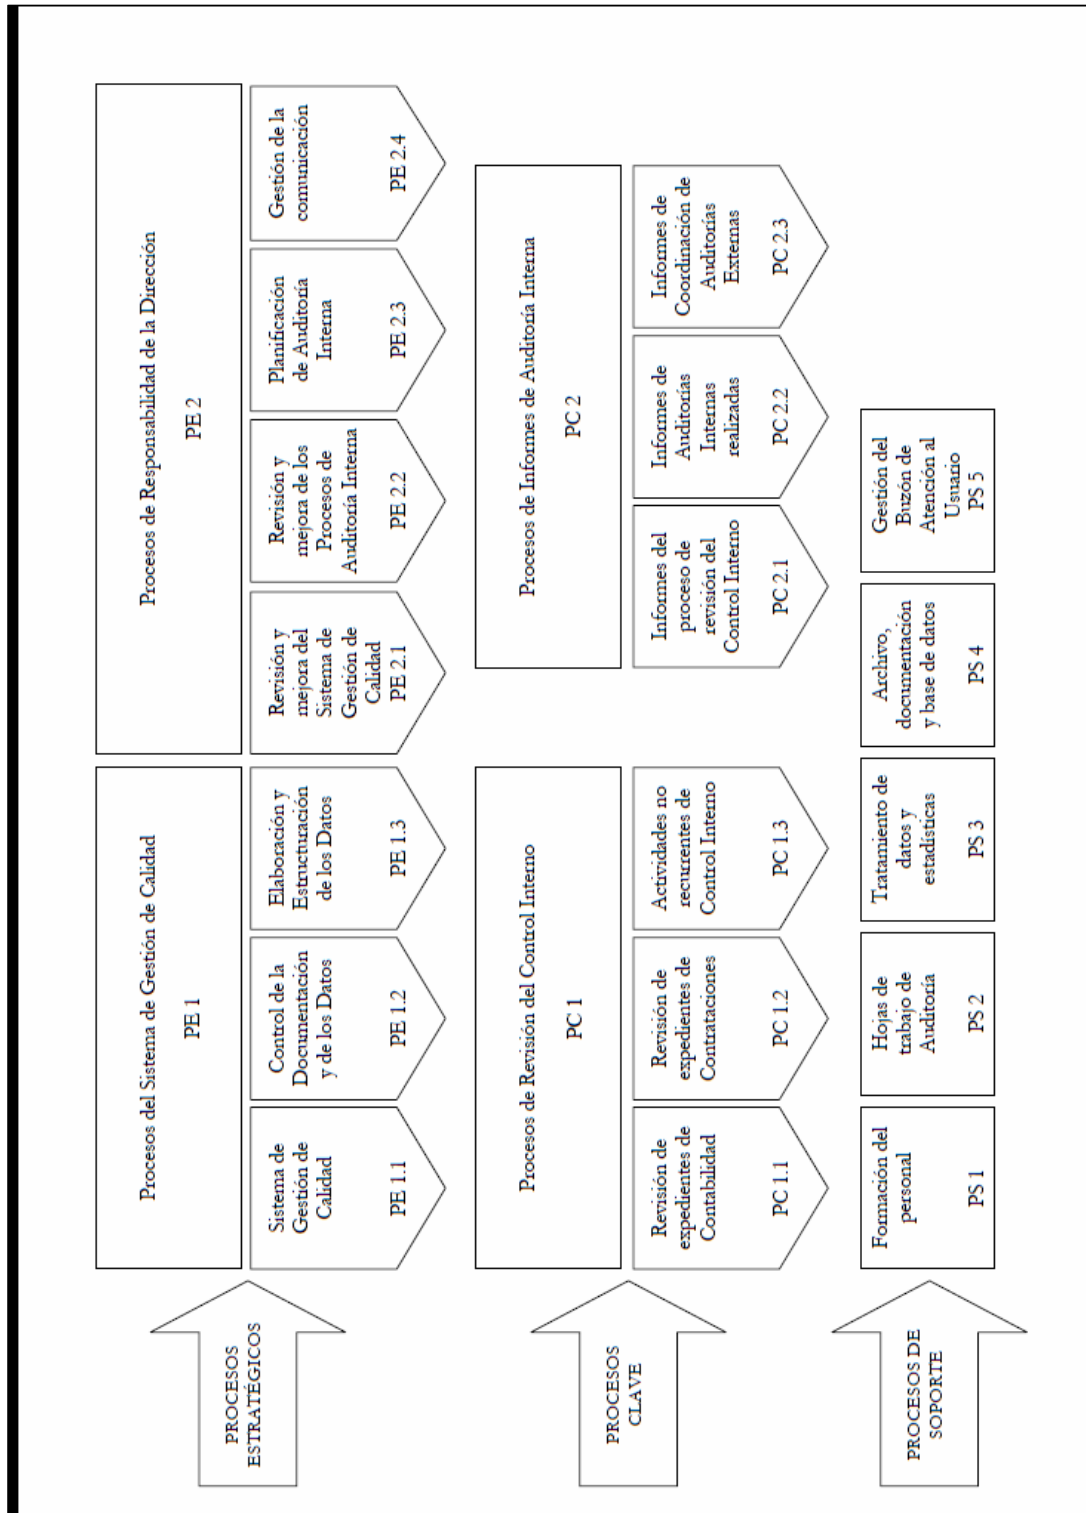 PROCESOS
ESTRATÉGICOS
Procesos del Sistema de Gestión de Calidad
PE 1
Sistema de
Gestión de
Calidad
PE 1.1
Control de la
Documentación
y de los Datos
PE 1.2
Elaboración y
Estructuración
de los Datos
PE 1.3
Procesos de Responsabilidad de la Dirección
PE 2
Revisión y
mejora del
Sistema de
Gestión de
Calidad
PE 2.1
Revisión y
mejora de los
Procesos de
Auditoría Interna
PE 2.2
Planificación
de Auditoría
Interna
PE 2.3
Gestión de la
comunicación
PE 2.4
PROCESOS
CLAVE
Procesos de Revisión del Control Interno
PC 1
Revisión de
expedientes de
Contabilidad
PC 1.1
Revisión de
expedientes de
Contrataciones
PC 1.2
Actividades no
recurrentes de
Control Interno
PC 1.3
Procesos de Informes de Auditoría Interna
PC 2
Informes del
proceso de
revisión del
Control Interno
PC 2.1
Informes de
Auditorías
Internas
realizadas
PC 2.2
Informes de
Coordinación de
Auditorías
Externas
PC 2.3
PROCESOS DE
SOPORTE
Formación del
personal
PS 1
Hojas de
trabajo de
Auditoría
PS 2
Tratamiento de
datos y
estadísticas
PS 3
Archivo,
documentación
y base de datos
PS 4
Gestión del
Buzón de
Atención al
Usuario
PS 5